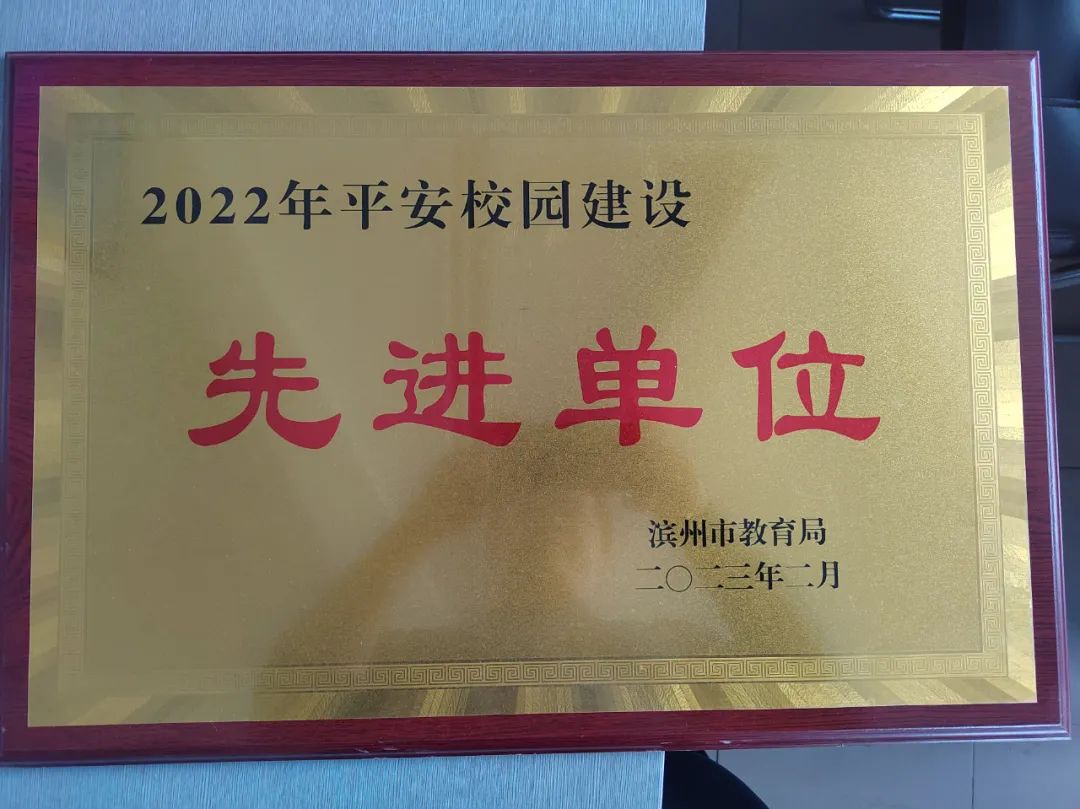 2022年平安校园建设
先进单位
滨州市教育局
二〇二三年二月